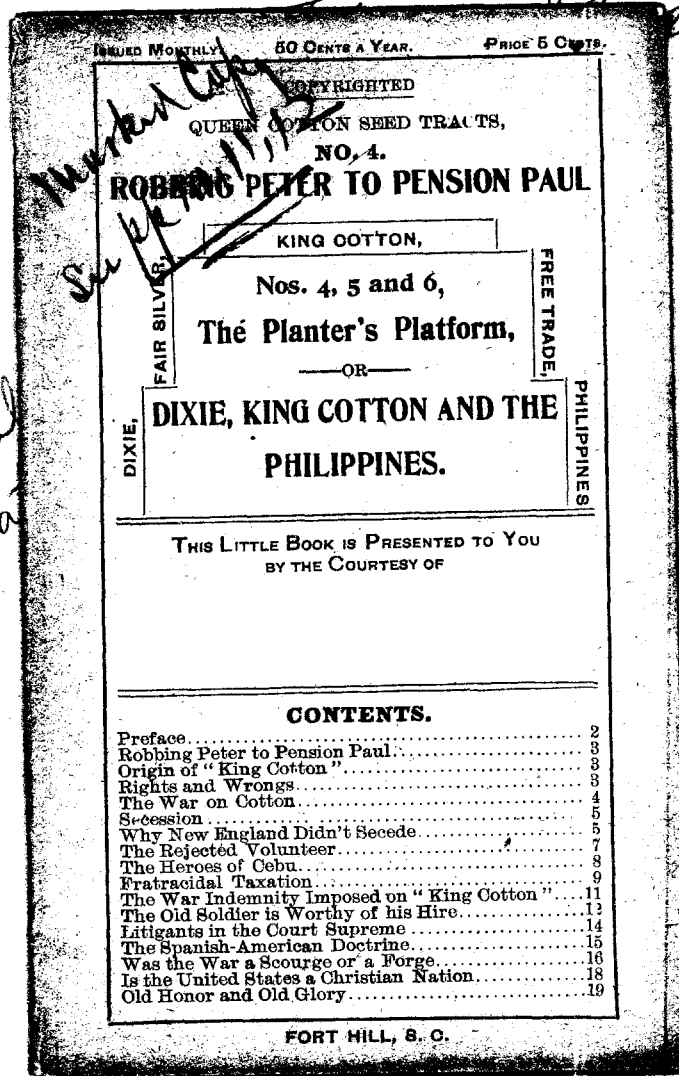 ISSUED MONTHLY. 50 CENTS A YEAR. PRICE 5 CENTS.
COPYRIGHTED
QUEEN COTTON SEED TRACTS,
NO. 4.
ROBBING PETER TO PENSION PAUL
Marked Copy
See pp 11, 13
KING COTTON,
FAIR SILVER,
Nos. 4, 5 and 6,
The Planter's Platform,
OR
FREE TRADE,
DIXIE,
DIXIE, KING COTTON AND THE
PHILIPPINES.
PHILIPPINES
THIS LITTLE BOOK IS PRESENTED TO YOU
BY THE COURTESY OF
CONTENTS.
Preface 2
Robbing Peter to Pension Paul 3
Origin of "King Cotton" 3
Rights and Wrongs 3
The War on Cotton 4
Secession 5
Why New England Didn't Secede 5
The Rejected Volunteer 7
The Heroes of Cebu 8
Fratracidal Taxation 9
The War Indemnity Imposed on "King Cotton" 11
The Old Soldier is Worthy of his Hire
Litigants in the Court Supreme 14
The Spanish-American Doctrine 15
Was the War a Scourge or a Forge 16
Is the United States a Christian Nation 18
Old Honor and Old Glory 19
FORT HILL, S. C.